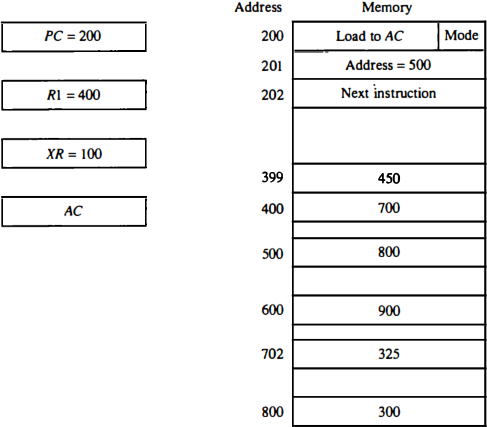 Address Memory
PC = 200
200 Load to AC Mode
201 Address = 500
R1 = 400
202 Next instruction
XR = 100
399 450
AC
400 700
500 800
600 900
702 325
800 300